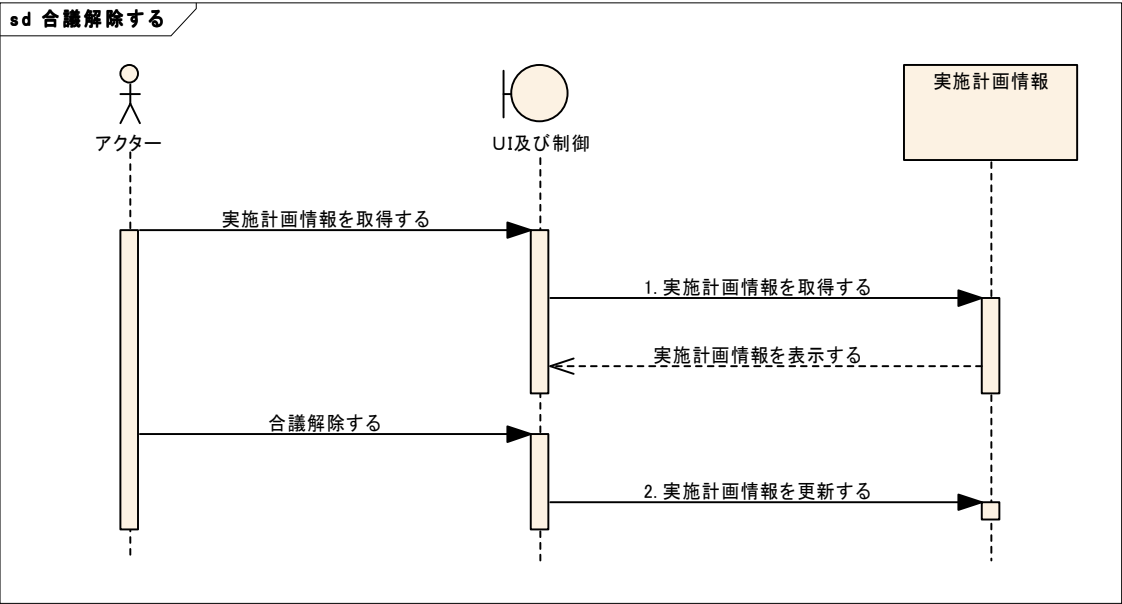 sd 合議解除する
実施計画情報
アクター
UI及び制御
実施計画情報を取得する
1.実施計画情報を取得する
実施計画情報を表示する
合議解除する
2.実施計画情報を更新する